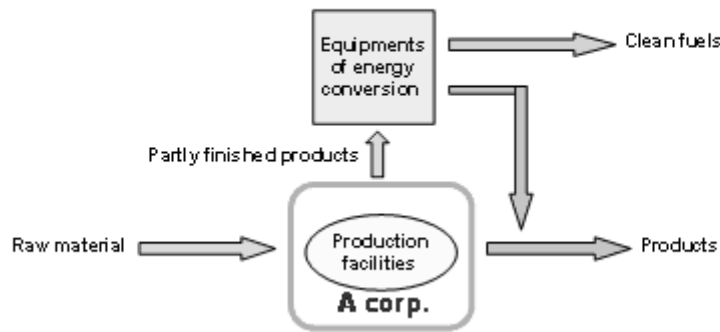 Equipments
of energy
conversion
Clean fuels
Partly finished products
Raw material
Production
facilities
A corp.
Products